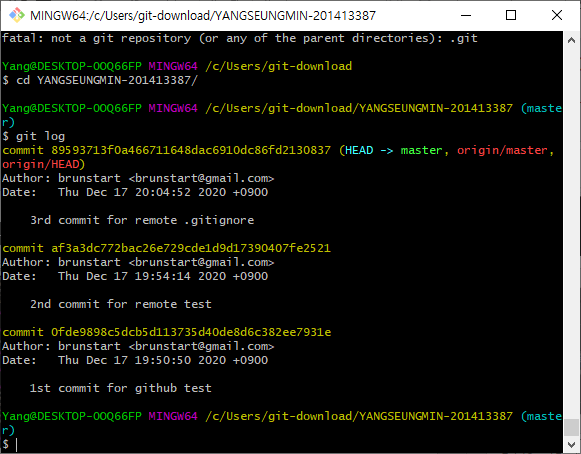 MINGW64:/c/Users/git-download/YANGSEUNGMIN-201413387
fatal: not a git repository (or any of the parent directories): .git
Yang@DESKTOP-OOQ66FP MINGW64 /c/Users/git-download
$ cd YANGSEUNGMIN-201413387/
Yang@DESKTOP-OOQ66FP MINGW64 /c/Users/git-download/YANGSEUNGMIN-201413387 (maste
r)
$ git log
commit 89593713f0a466711648dac6910dc86fd2130837 (HEAD -> master, origin/master,
origin/HEAD)
Author: brunstart <brunstart@gmail.com>
Date:   Thu Dec 17 20:04:52 2020 +0900
    3rd commit for remote .gitignore
commit af3a3dc772bac26e729cde1d9d17390407fe2521
Author: brunstart <brunstart@gmail.com>
Date:   Thu Dec 17 19:54:14 2020 +0900
    2nd commit for remote test
commit 0fde9898c5dcb5d113735d40de8d6c382ee7931e
Author: brunstart <brunstart@gmail.com>
Date:   Thu Dec 17 19:50:50 2020 +0900
    1st commit for github test
Yang@DESKTOP-OOQ66FP MINGW64 /c/Users/git-download/YANGSEUNGMIN-201413387 (maste
r)
$